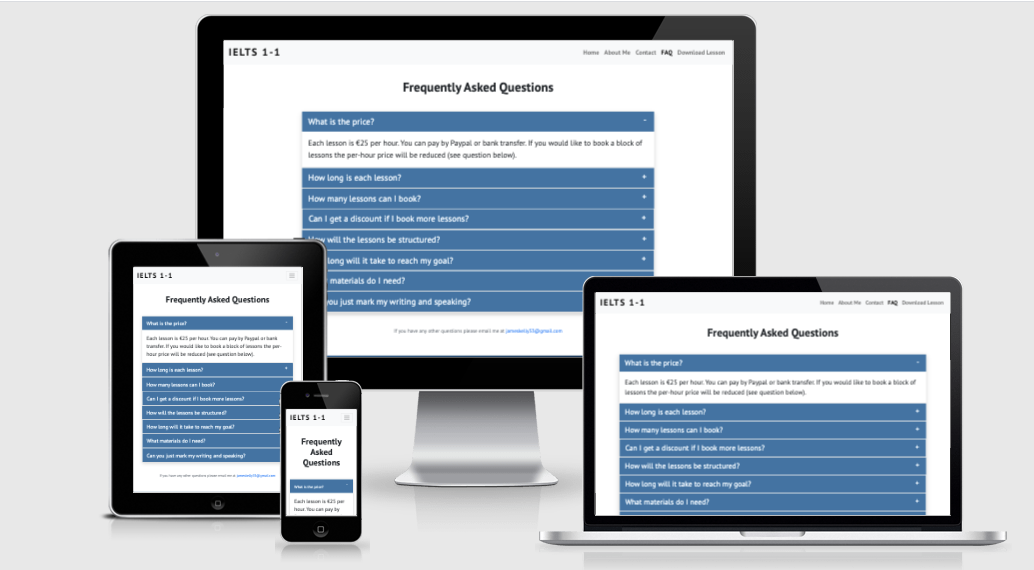 IELTS 1-1
Home About Me Contact FAQ Download Lesson
Frequently Asked Questions
What is the price? -
Each lesson is €25 per hour. You can pay by Paypal or bank transfer. If you would like to book a block of
lessons the per-hour price will be reduced (see question below).
How long is each lesson? +
How many lessons can I book? +
Can I get a discount if I book more lessons? +
How will the lessons be structured? +
long will it take to reach my goal? +
materials do I need?
you just mark my writing and speaking?
If you have any other questions please email me at
IELTS 1-1
Frequently Asked Questions
What is the price? -
Each lesson is €25 per hour. You can pay by Paypal or bank
transfer. If you would like to book a block of lessons the per-
hour price will be reduced (see question below).
How long is each lesson? +
How many lessons can I book?
Can I get a discount if I book more lessons?
How will the lessons be structured?
How long will it take to reach my goal?
What materials do I need?
Can you just mark my writing and speaking?
If you have any other questions please email me at
IELTS 1-1
Frequently
Asked
Questions
What is the price? -
Each lesson is €25 per
hour. You can pay by
IELTS 1-1
Home About Me Contact FAQ Download Lesson
Frequently Asked Questions
What is the price? -
Each lesson is €25 per hour. You can pay by Paypal or bank transfer. If you would like to book a block of
lessons the per-hour price will be reduced (see question below).
How long is each lesson? +
How many lessons can I book? +
Can I get a discount if I book more lessons? +
How will the lessons be structured? +
How long will it take to reach my goal? +
What materials do I need? +